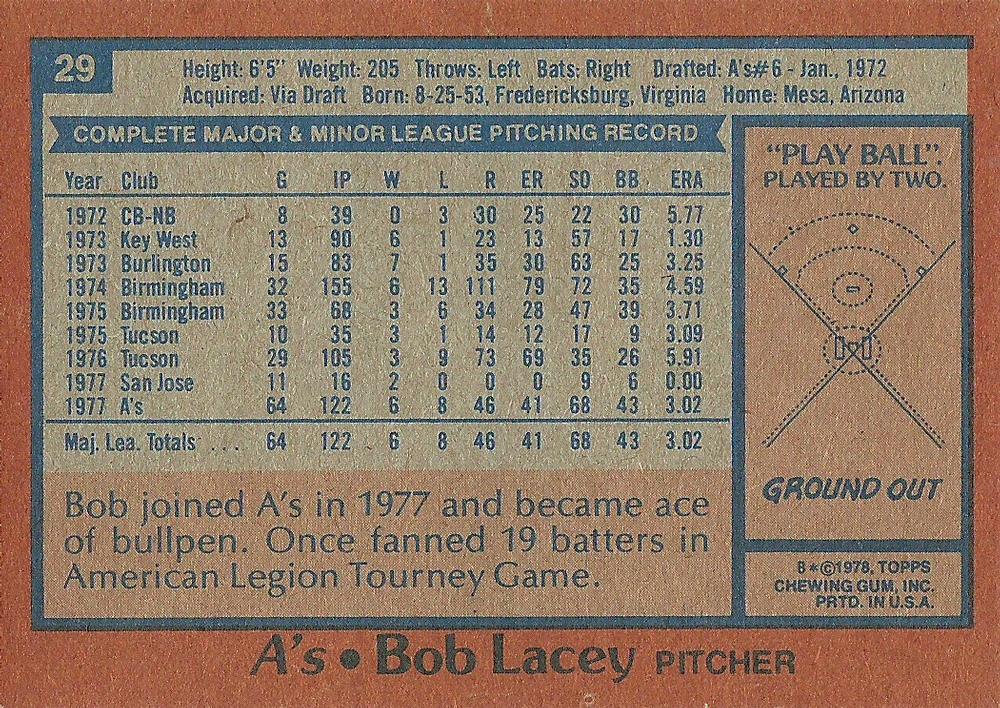 29
Height: 6'5" Weight: 205 Throws: Left Bats: Right Drafted: A's#6 - Jan., 1972
Acquired: Via Draft Born: 8-25-53, Fredericksburg, Virginia Home: Mesa, Arizona
COMPLETE MAJOR & MINOR LEAGUE PITCHING RECORD
Year Club G IP W L R ER SO BB ERA
1972 CB-NB 8 39 0 3 30 25 22 30 5.77
1973 Key West 13 90 6 1 23 13 57 17 1.30
1973 Burlington 15 83 7 1 35 30 63 25 3.25
1974 Birmingham 32 155 6 13 111 79 72 35 4.59
1975 Birmingham 33 68 3 6 34 28 47 39 3.71
1975 Tucson 10 35 3 1 14 12 17 9 3.09
1976 Tucson 29 105 3 9 73 69 35 26 5.91
1977 San Jose 11 16 2 0 0 0 9 6 0.00
1977 A's 64 122 6 8 46 41 68 43 3.02
Maj. Lea. Totals ... 64 122 6 8 46 41 68 43 3.02
Bob joined A's in 1977 and became ace
of bullpen. Once fanned 19 batters in
American Legion Tourney Game.
"PLAY BALL".
PLAYED BY TWO.
GROUND OUT
B*©1978, TOPPS
CHEWING GUM, INC.
PRTD. IN U.S.A.
A's • Bob Lacey PITCHER